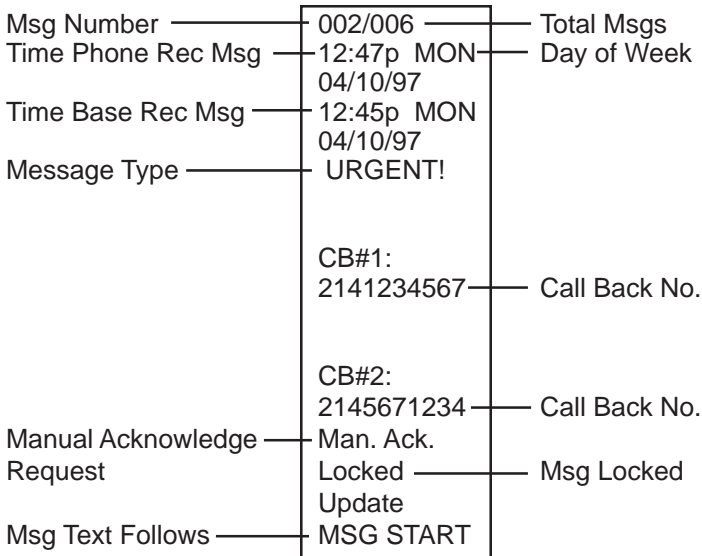 Msg Number 002/006 Total Msgs
Time Phone Rec Msg 12:47p MON Day of Week
04/10/97
Time Base Rec Msg 12:45p MON
04/10/97
Message Type URGENT!
CB#1:
2141234567 Call Back No.
CB#2:
2145671234 Call Back No.
Manual Acknowledge Man. Ack.
Request Locked Msg Locked
Update
Msg Text Follows MSG START